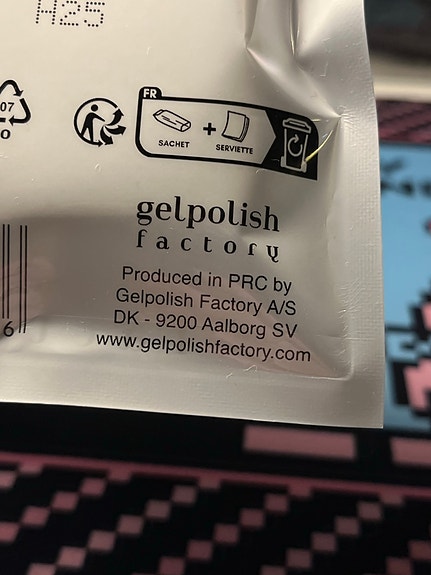 H25
07
FR
+
SACHET
SERVIETTE
gelpolish
factory
Produced in PRC by
Gelpolish Factory A/S
DK - 9200 Aalborg SV
www.gelpolishfactory.com
6